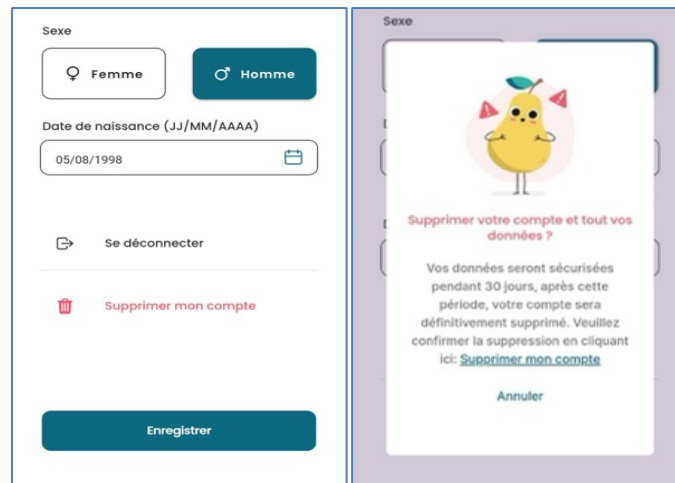 Sexe
Femme
Homme
Date de naissance (JJ/MM/AAAA)
05/08/1998
Se déconnecter
Supprimer mon compte
Enregistrer
Sexe
Supprimer votre compte et tout vos
données ?
Vos données seront sécurisées
pendant 30 jours, après cette
période, votre compte sera
définitivement supprimé. Veuillez
confirmer la suppression en cliquant
ici: Supprimer mon compte
Annuler